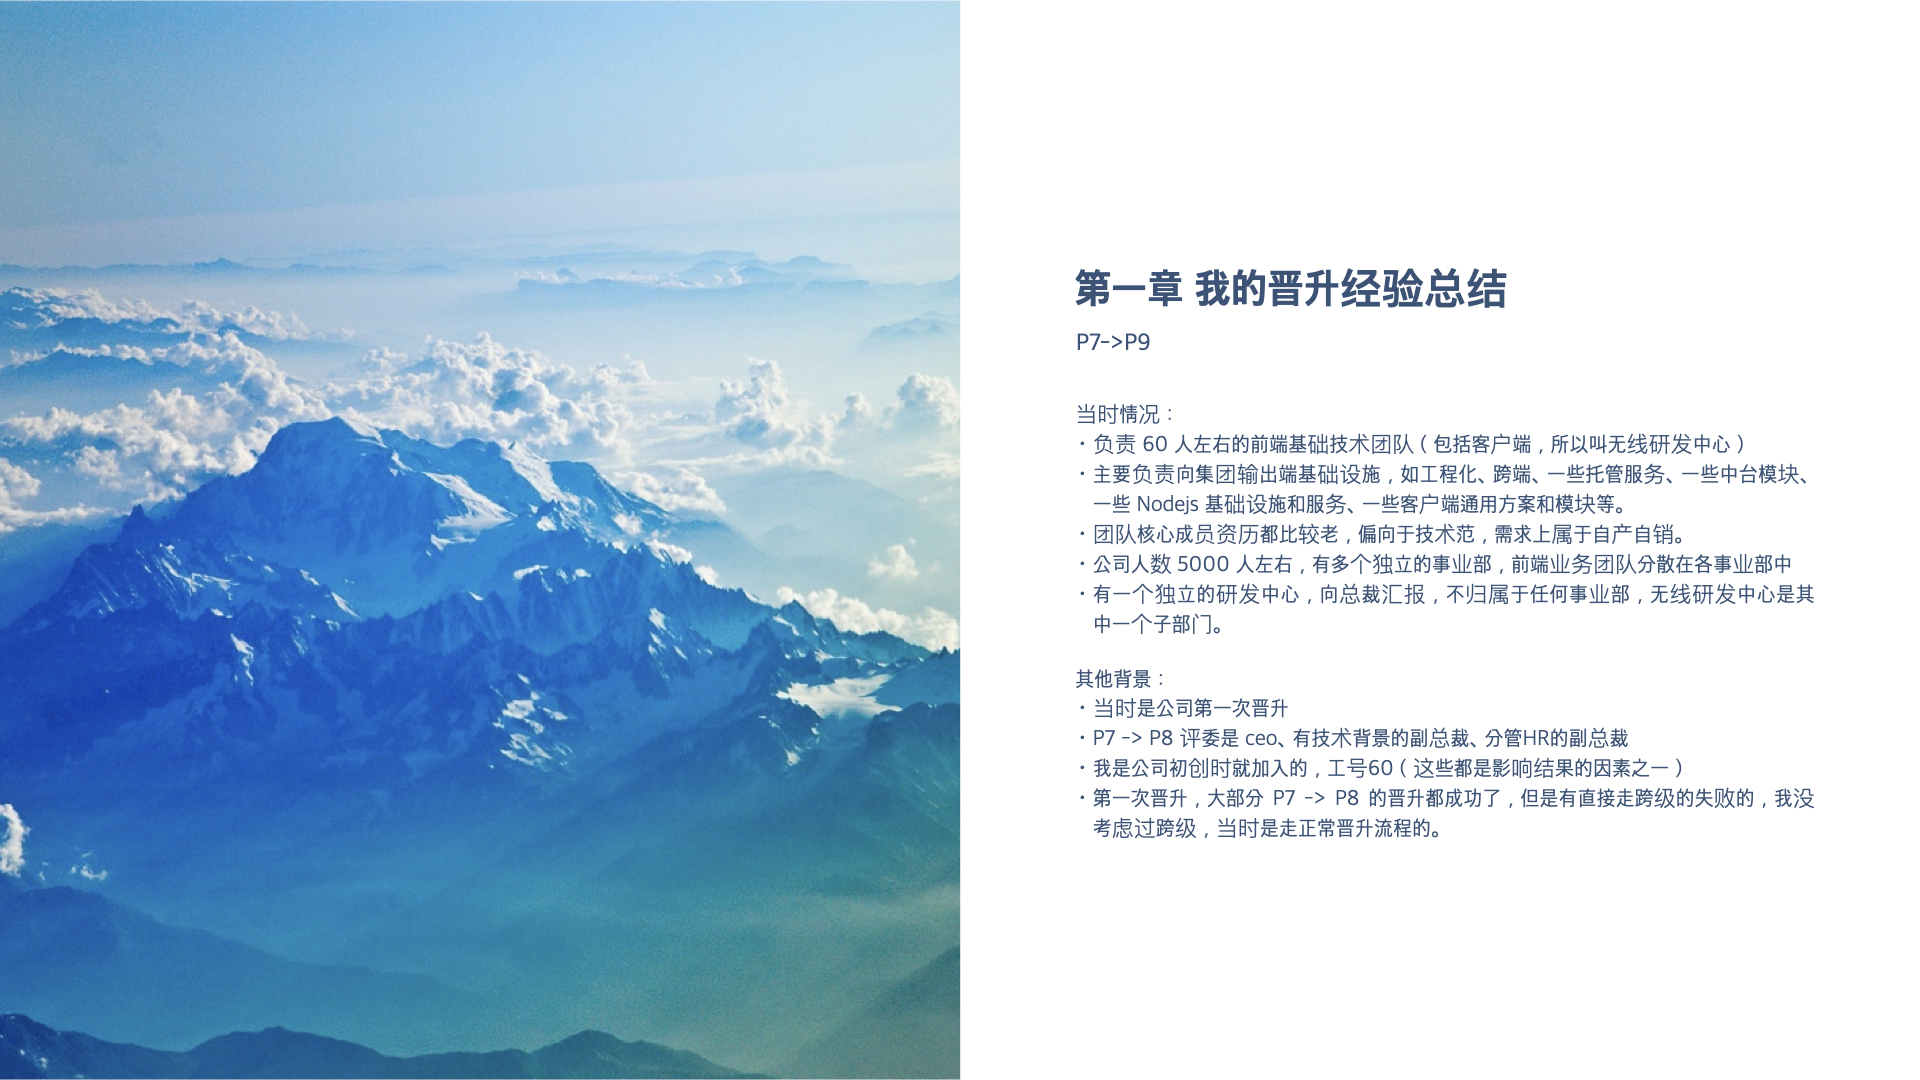 第一章 我的晋升经验总结
P7->P9
当时情况：
· 负责 60 人左右的前端基础技术团队（包括客户端，所以叫无线研发中心）
· 主要负责向集团输出端基础设施，如工程化、跨端、一些托管服务、一些中台模块、
一些 Nodejs 基础设施和服务、一些客户端通用方案和模块等。
· 团队核心成员资历都比较老，偏向于技术范，需求上属于自产自销。
· 公司人数 5000 人左右，有多个独立的事业部，前端业务团队分散在各事业部中
· 有一个独立的研发中心，向总裁汇报，不归属于任何事业部，无线研发中心是其
中一个子部门。
其他背景：
· 当时是公司第一次晋升
· P7 -> P8 评委是 ceo、有技术背景的副总裁、分管HR的副总裁
· 我是公司初创时就加入的，工号60（这些都是影响结果的因素之一）
· 第一次晋升，大部分 P7 -> P8 的晋升都成功了，但是有直接走跨级的失败的，我没
考虑过跨级，当时是走正常晋升流程的。